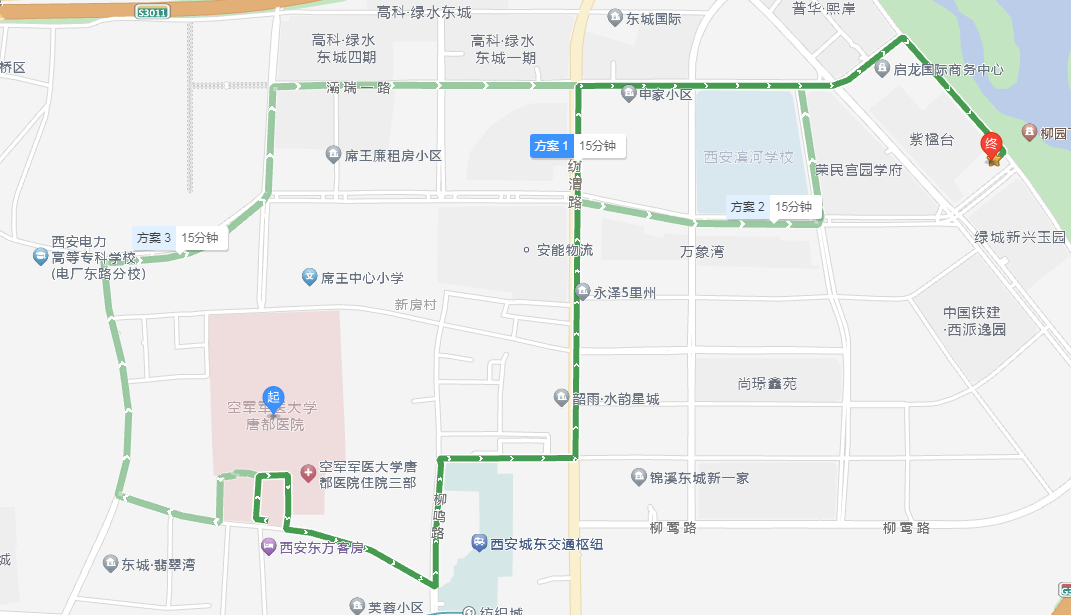 S3011
高科·绿水东城
东城国际
普华·熙岸
高科·绿水
东城四期
高科·绿水
东城一期
桥区
启龙国际商务中心
灞瑞一路
申家小区
柳园
终
紫楹台
方案 1
15分钟
席王廉租房小区
西安滨河学校
荣民宫园学府
纺渭路
方案 2
15分钟
方案 3
15分钟
西安电力
高等专科学校
(电厂东路分校)
绿城新兴玉园
安能物流
万象湾
席王中心小学
永泽5里州
新房村
中国铁建
·西派逸园
尚璟鑫苑
起
空军军医大学
唐都医院
韶雨·水韵星城
空军军医大学唐
都医院住院三部
锦溪东城新一家
柳鸣路
柳莺路
柳莺路
西安东方客房
西安城东交通枢纽
东城·翡翠湾
城
芙蓉小区
纺织城